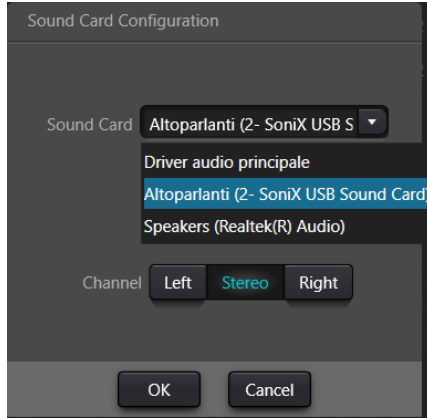 Sound Card Configuration
Sound Card Altoparlanti (2- SoniX USB S
Driver audio principale
Altoparlanti (2- SoniX USB Sound Card)
Speakers (Realtek(R) Audio)
Channel Left Stereo Right
OK Cancel